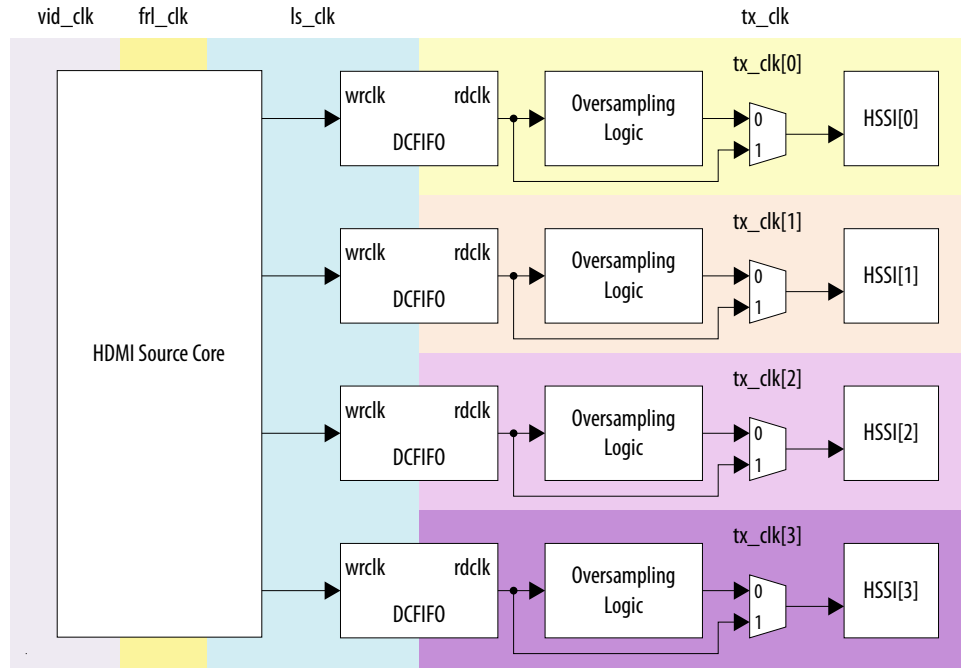 vid_clk frl_clk ls_clk tx_clk
tx_clk[0]
wrclk rdclk
DCFIFO
Oversampling
Logic
0
1
HSSI[0]
tx_clk[1]
wrclk rdclk
DCFIFO
Oversampling
Logic
0
1
HSSI[1]
HDMI Source Core
tx_clk[2]
wrclk rdclk
DCFIFO
Oversampling
Logic
0
1
HSSI[2]
tx_clk[3]
wrclk rdclk
DCFIFO
Oversampling
Logic
0
1
HSSI[3]